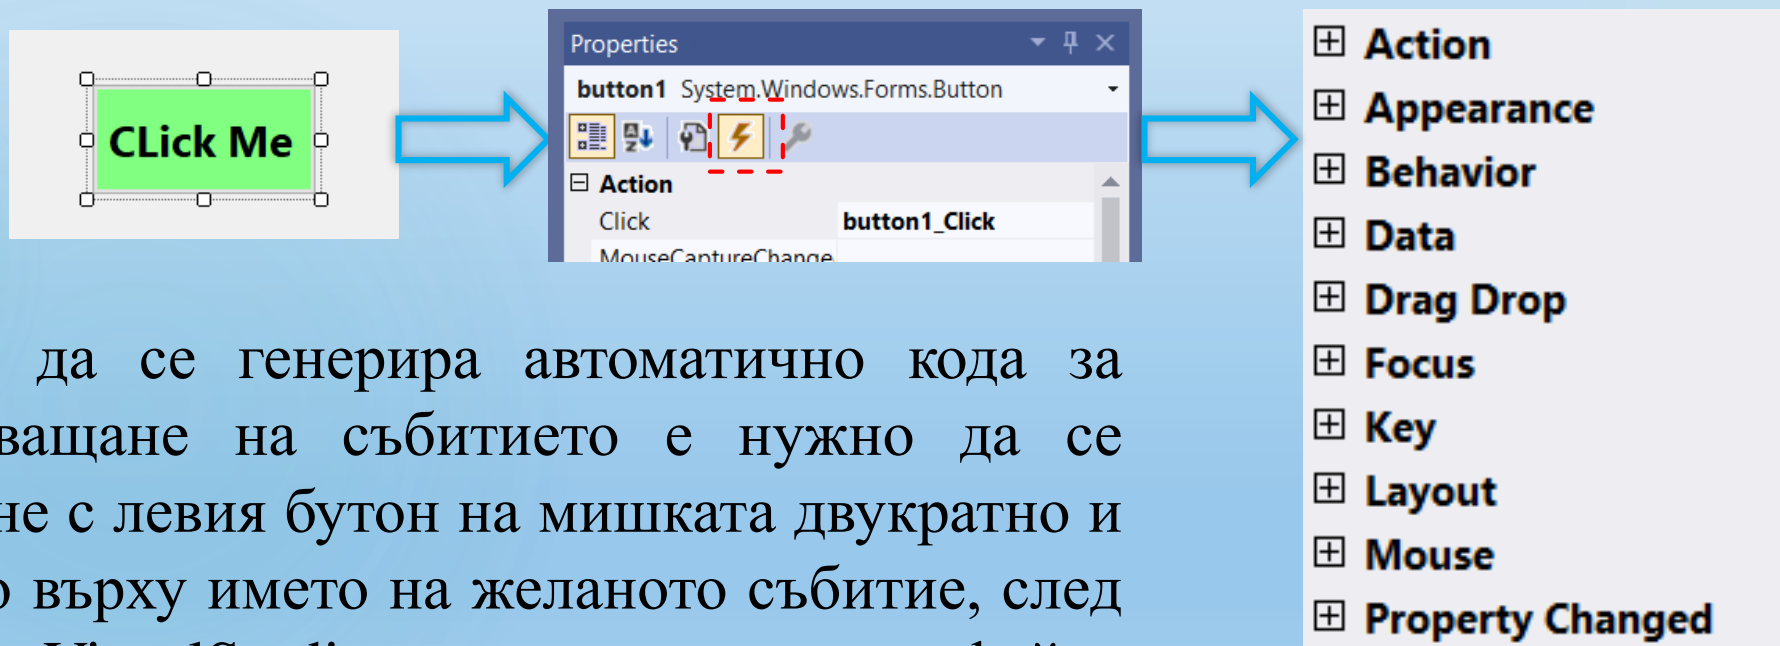 CLick Me
Properties
button1 System.Windows.Forms.Button
Action
Click button1_Click
MouseCaptureChange
Action
Appearance
Behavior
Data
Drag Drop
Focus
Key
Layout
Mouse
Property Changed
да се генерира автоматично кода за
на събитието е нужно да се
с левия бутон на мишката двукратно и
върху името на желаното събитие, след